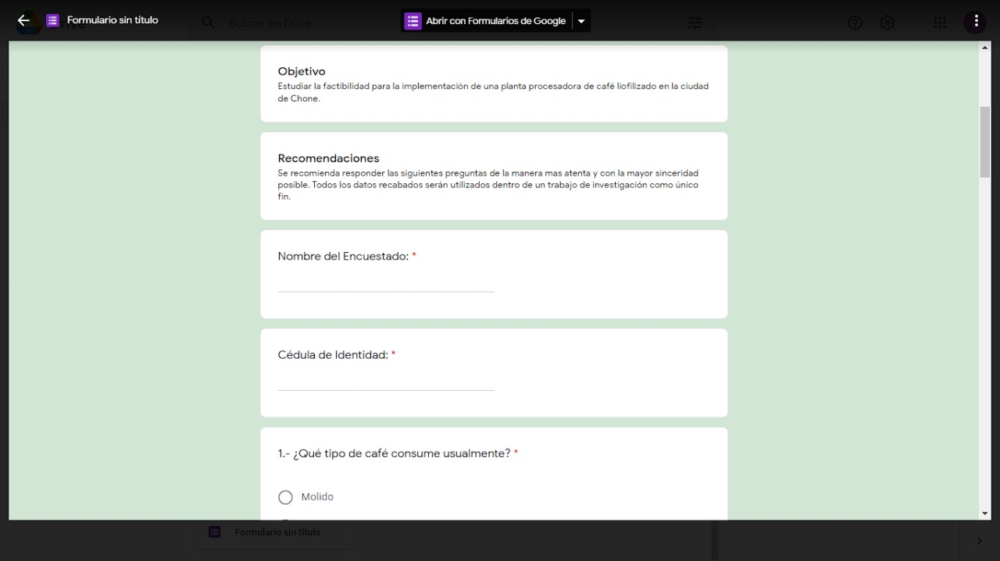 Formulario sin título
Buscar en Drive
Abrir con Formularios de Google
Objetivo
Estudiar la factibilidad para la implementación de una planta procesadora de café liofilizado en la ciudad
de Chone.
Recomendaciones
Se recomienda responder las siguientes preguntas de la manera mas atenta y con la mayor sinceridad
posible. Todos los datos recabados serán utilizados dentro de un trabajo de investigación como único
fin.
Nombre del Encuestado: *
Cédula de Identidad: *
1.- ¿Qué tipo de café consume usualmente? *
Molido
Formulario sin título